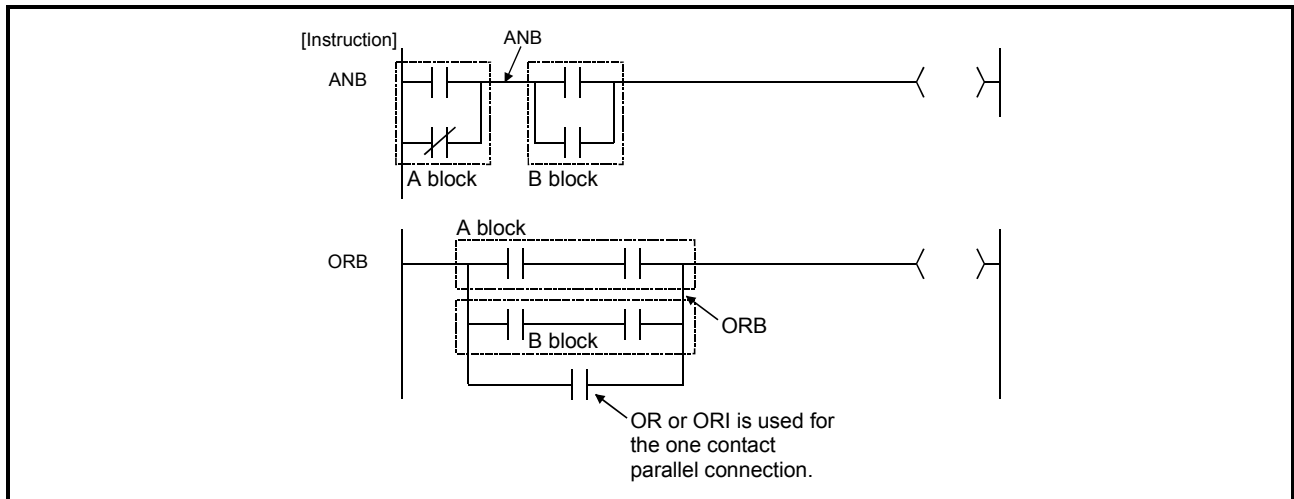 [Instruction]
ANB
ANB
A block
B block
A block
ORB
ORB
B block
OR or ORI is used for
the one contact
parallel connection.